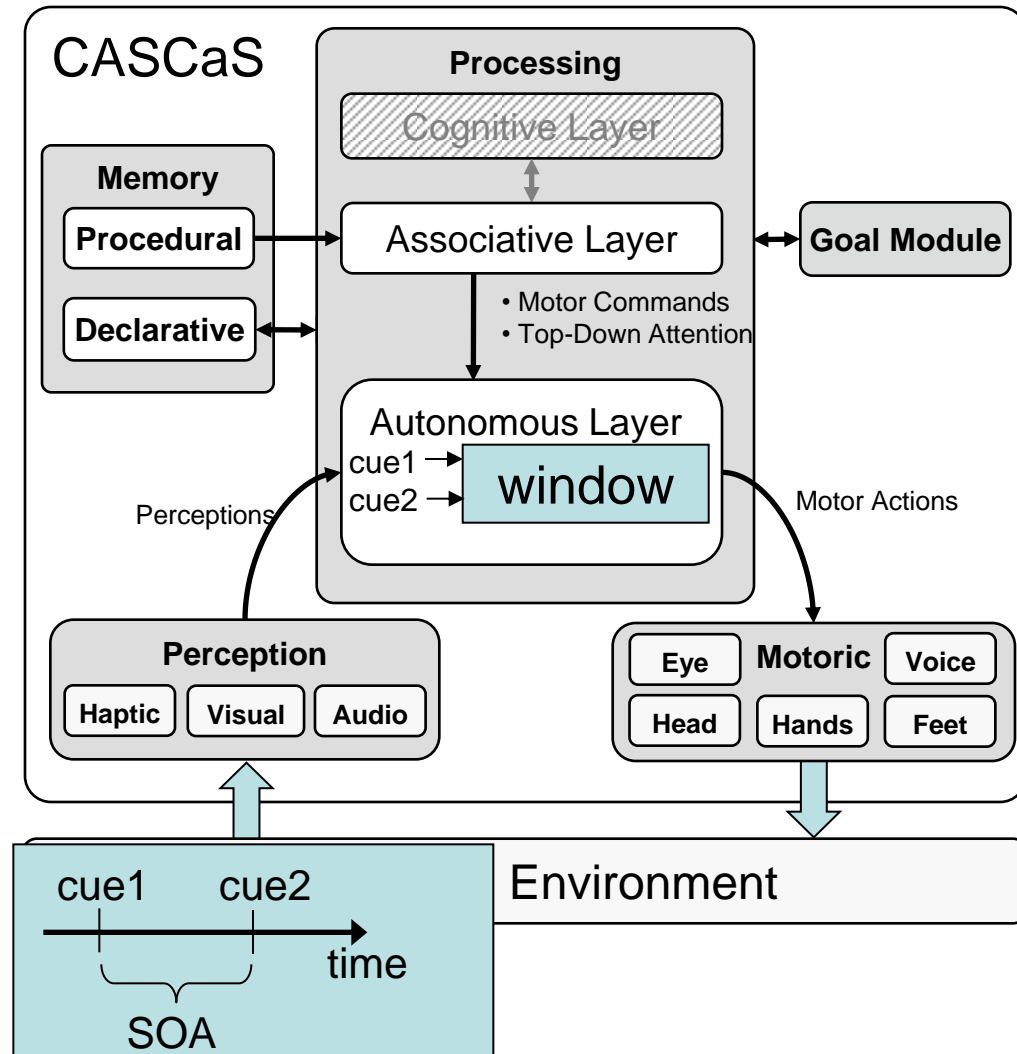 CASCaS
Processing
Cognitive Layer
Memory
Procedural
Declarative
Associative Layer
Goal Module
• Motor Commands
• Top-Down Attention
Autonomous Layer
cue1
cue2
window
Perceptions
Motor Actions
Perception
Haptic
Visual
Audio
Eye
Motoric
Voice
Head
Hands
Feet
Environment
cue1
cue2
time
SOA